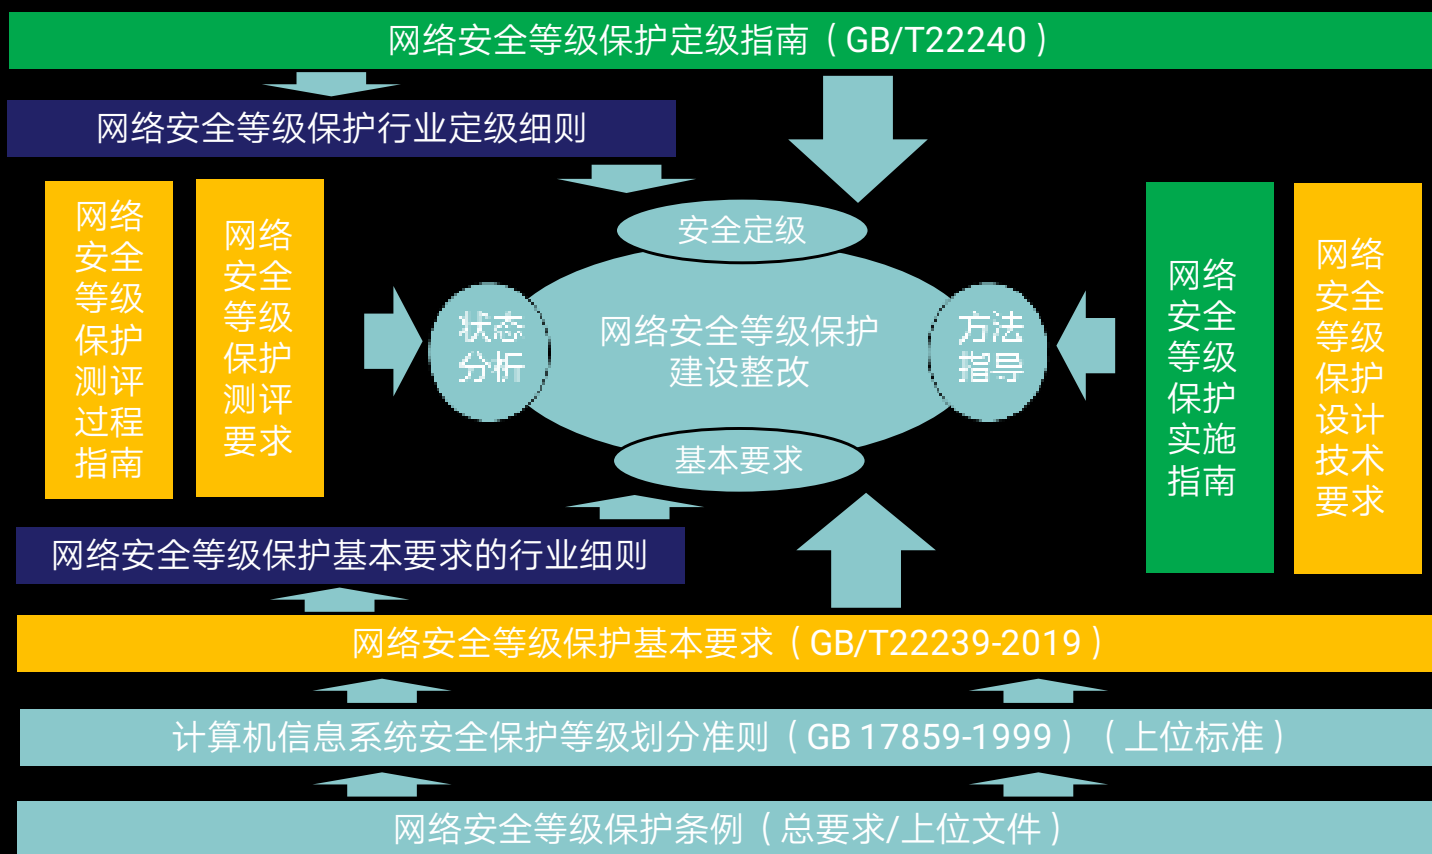 网络安全等级保护定级指南（GB/T22240）
网络安全等级保护行业定级细则
网络
安全
等级
保护
测评
过程
指南
网络
安全
等级
保护
测评
要求
安全定级
状态
分析
网络安全等级保护
建设整改
方法
指导
基本要求
网络
安全
等级
保护
实施
指南
网络
安全
等级
保护
设计
技术
要求
网络安全等级保护基本要求的行业细则
网络安全等级保护基本要求（GB/T22239-2019）
计算机信息系统安全保护等级划分准则（GB 17859-1999）（上位标准）
网络安全等级保护条例（总要求/上位文件）